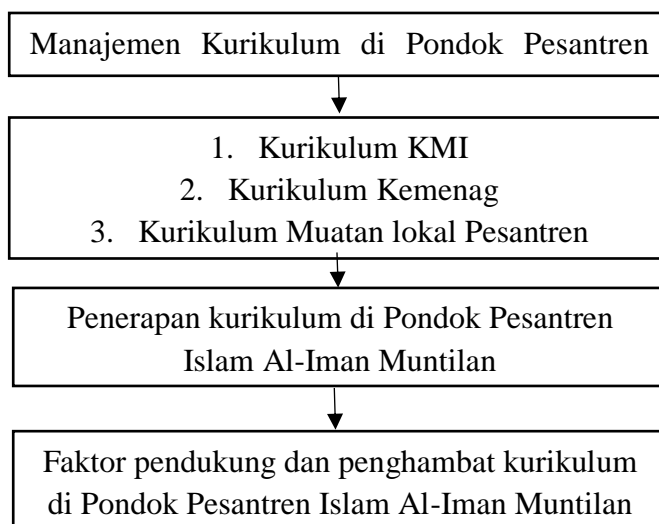 Manajemen Kurikulum di Pondok Pesantren
1. Kurikulum KMI
2. Kurikulum Kemenag
3. Kurikulum Muatan lokal Pesantren
Penerapan kurikulum di Pondok Pesantren
Islam Al-Iman Muntilan
Faktor pendukung dan penghambat kurikulum
di Pondok Pesantren Islam Al-Iman Muntilan